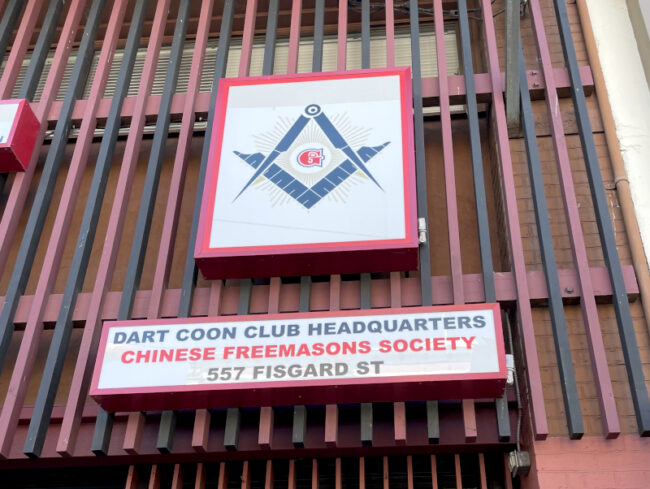 G
DART COON CLUB HEADQUARTERS
CHINESE FREEMASONS SOCIETY
557 FISGARD ST